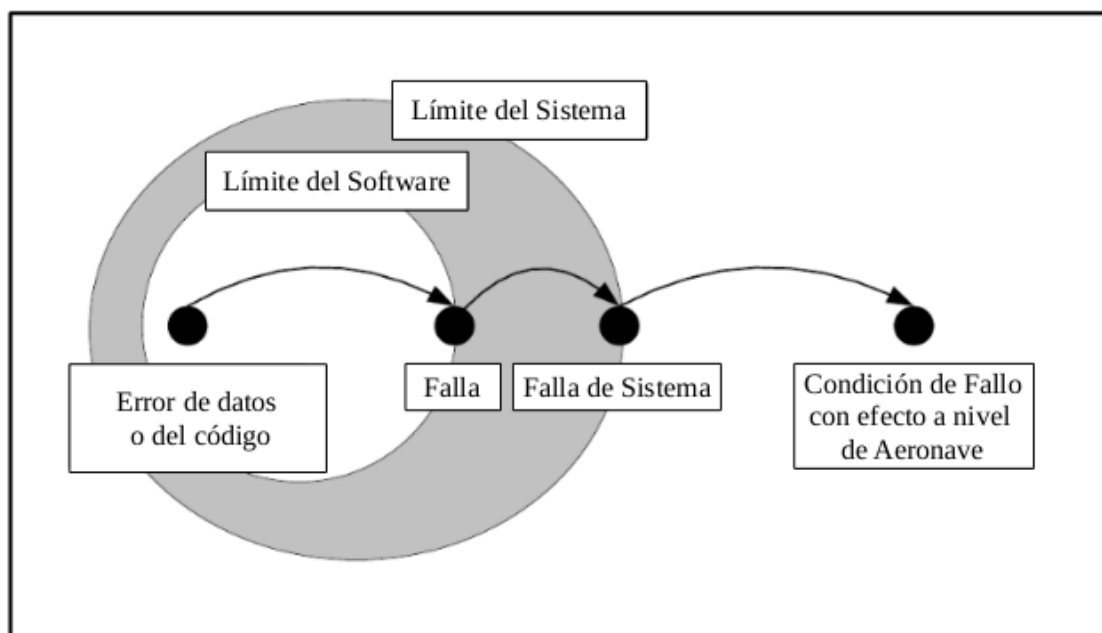 Límite del Sistema
Límite del Software
Error de datos
o del código
Falla
Falla de Sistema
Condición de Fallo
con efecto a nivel
de Aeronave